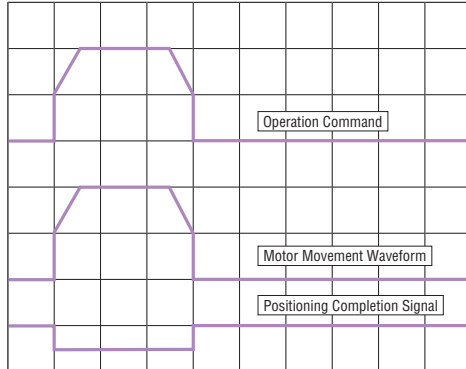 Operation Command
Motor Movement Waveform
Positioning Completion Signal